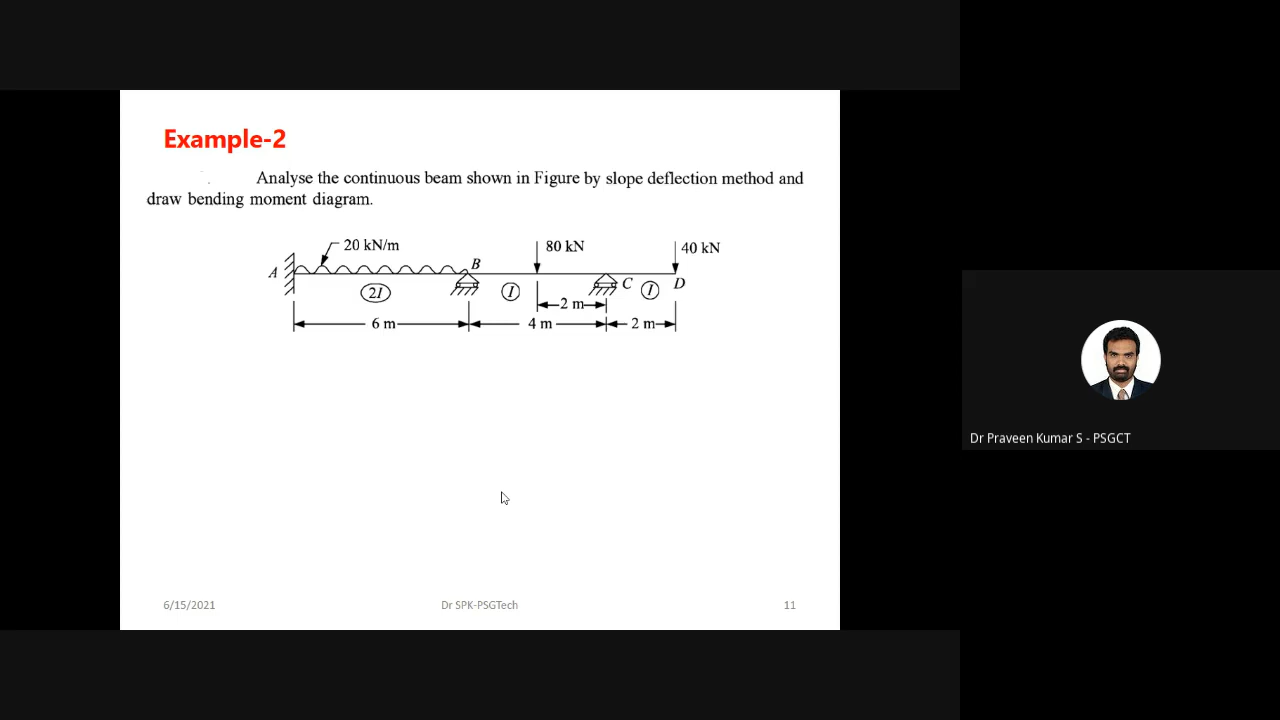 Example-2
Analyse the continuous beam shown in Figure by slope deflection method and
draw bending moment diagram.
20 kN/m
80 kN
40 kN
A
B
C
D
2I
I
I
2 m
6 m
4 m
2 m
6/15/2021
Dr SPK-PSGTech
11
Dr Praveen Kumar S - PSGCT